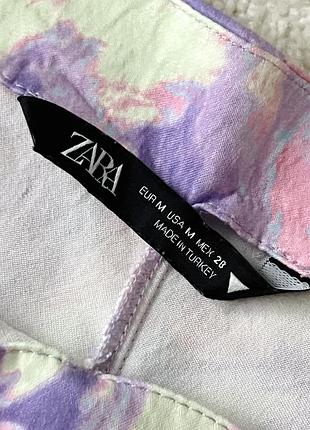 ZARA
EUR M USA M MEX 28
MADE IN TURKEY